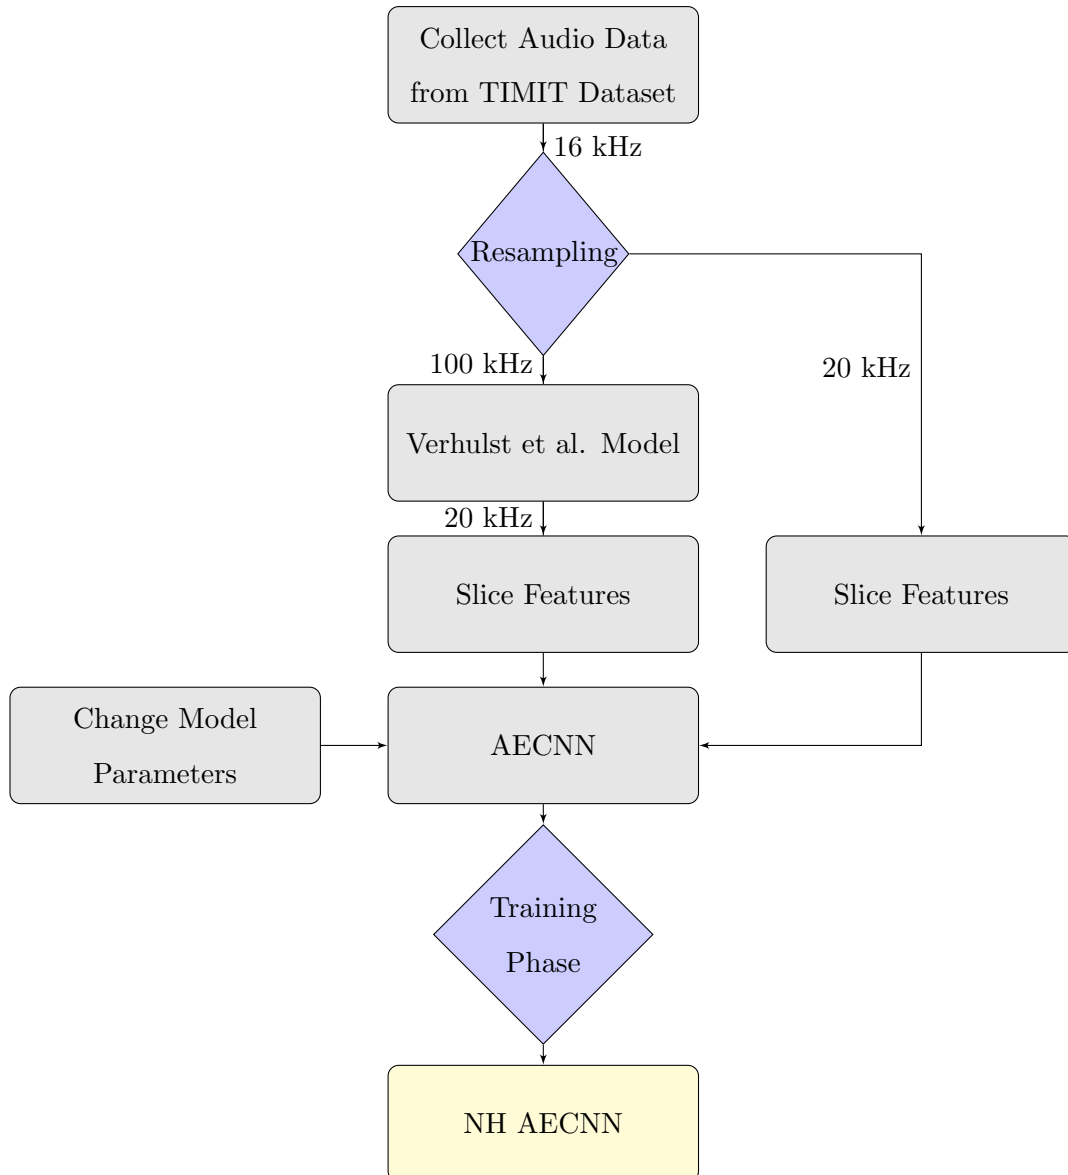 Collect Audio Data
from TIMIT Dataset
16 kHz
Resampling
100 kHz
20 kHz
Verhulst et al. Model
20 kHz
Slice Features
Slice Features
Change Model
Parameters
AECNN
Training
Phase
NH AECNN